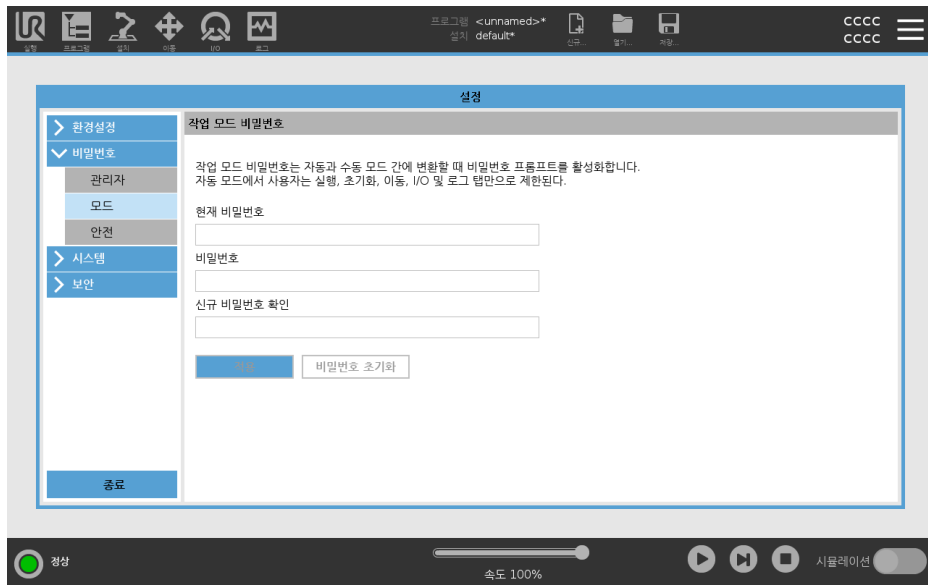 프로그램 <unnamed>*
설치 default*
cccc
cccc
실행
프로그램
설치
이동
I/O
로그
신규...
열기...
저장...
설정
환경설정
비밀번호
관리자
모드
안전
시스템
보안
종료
작업 모드 비밀번호
작업 모드 비밀번호는 자동과 수동 모드 간에 변환할 때 비밀번호 프롬프트를 활성화합니다.
자동 모드에서 사용자는 실행, 초기화, 이동, I/O 및 로그 탭만으로 제한된다.
현재 비밀번호
비밀번호
신규 비밀번호 확인
적용
비밀번호 초기화
정상
속도 100%
시뮬레이션